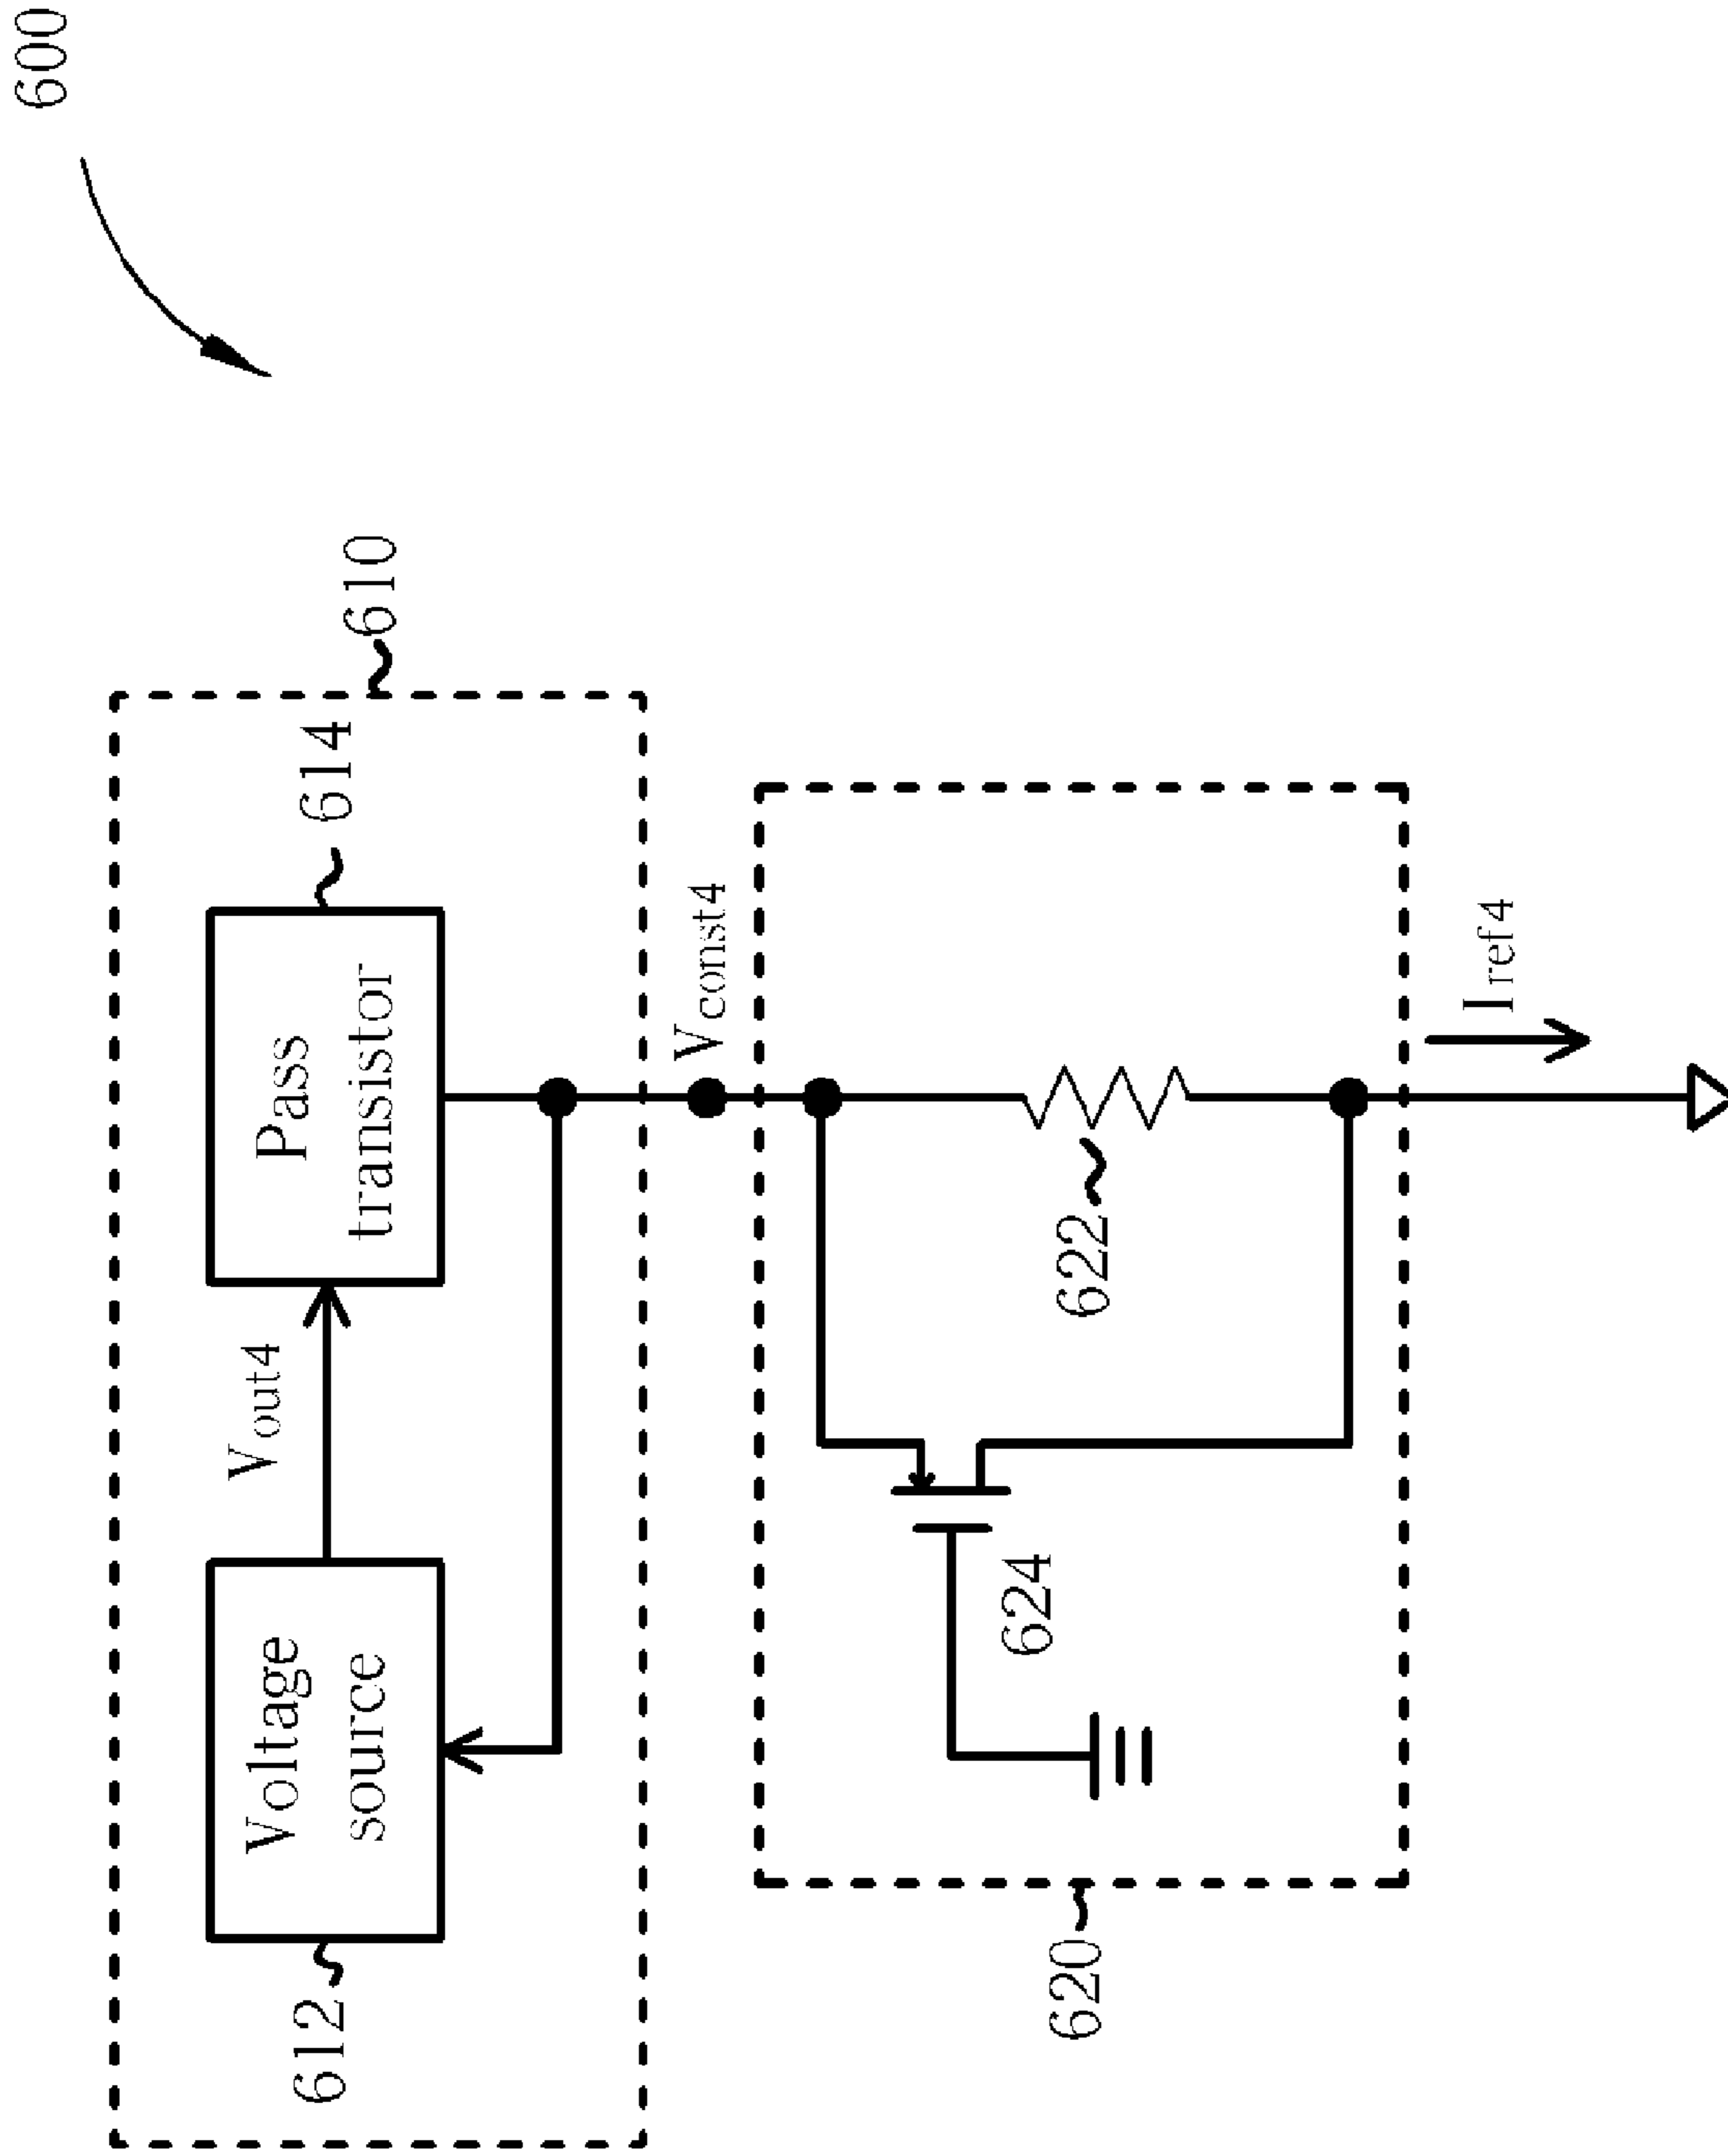 600
610
614
Pass
transistor
Vout4
Voltage
source
612
Vconst4
Iref4
622
624
620